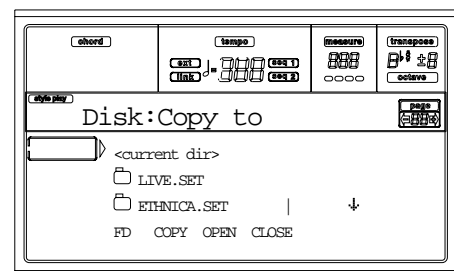 chord tempo measure transpose
ext seq 1
link seq 2
octave
style play page
Disk:Copy to
<current dir>
LIVE.SET
ETHNICA.SET
FD COPY OPEN CLOSE